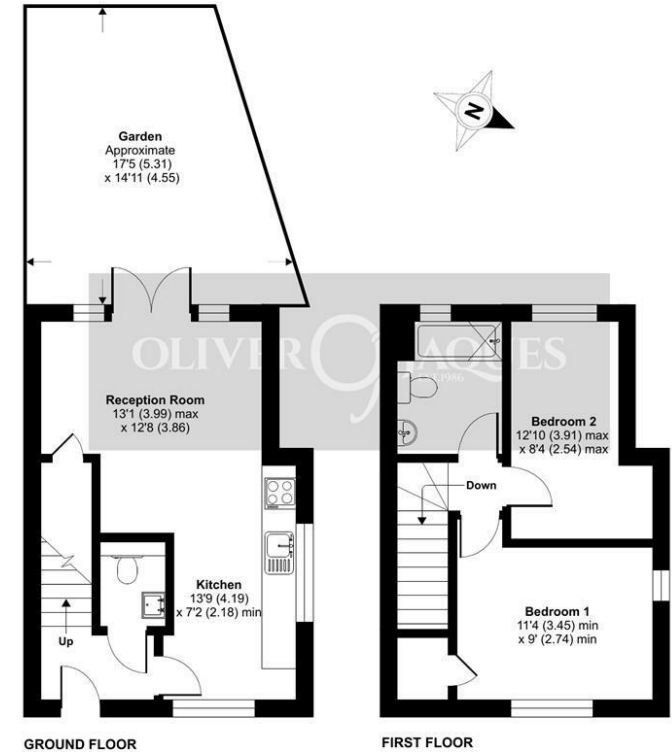 Garden
Approximate
17'5 (5.31)
x 14'11 (4.55)
N
OLIVER JAQUES
Reception Room
13'1 (3.99) max
x 12'8 (3.86)
Bedroom 2
12'10 (3.91) max
x 8'4 (2.54) max
Down
Kitchen
13'9 (4.19)
x 7'2 (2.18) min
Up
Bedroom 1
11'4 (3.45) min
x 9' (2.74) min
GROUND FLOOR
FIRST FLOOR